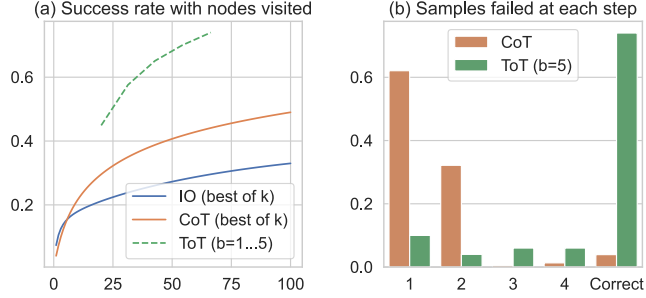 (a) Success rate with nodes visited
0.6
0.4
0.2
0 25 50 75 100
IO (best of k)
CoT (best of k)
ToT (b=1...5)
(b) Samples failed at each step
0.6
0.4
0.2
0.0
1 2 3 4 Correct
CoT
ToT (b=5)